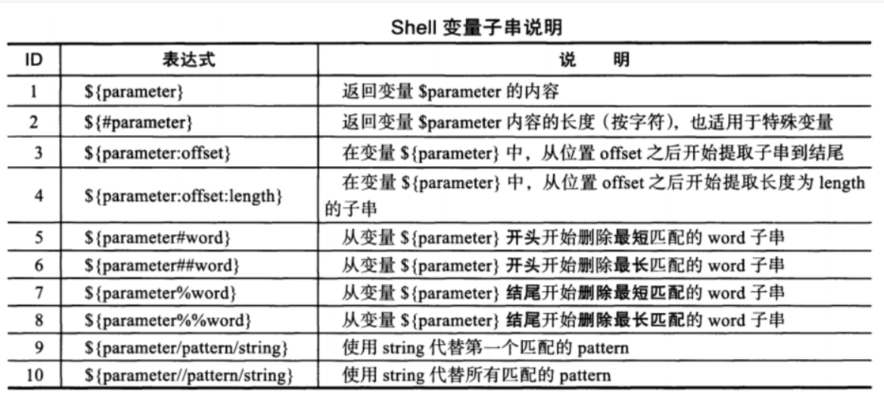 Shell 变量子串说明
ID 表达式 说 明
1 ${parameter} 返回变量 $parameter 的内容
2 ${#parameter} 返回变量 $parameter 内容的长度（按字符），也适用于特殊变量
3 ${parameter:offset} 在变量 ${parameter} 中，从位置 offset 之后开始提取子串到结尾
4 ${parameter:offset:length} 在变量 ${parameter} 中，从位置 offset 之后开始提取长度为 length
的子串
5 ${parameter#word} 从变量 ${parameter} 开头开始删除最短匹配的 word 子串
6 ${parameter##word} 从变量 ${parameter} 开头开始删除最长匹配的 word 子串
7 ${parameter%word} 从变量 ${parameter} 结尾开始删除最短匹配的 word 子串
8 ${parameter%%word} 从变量 ${parameter} 结尾开始删除最长匹配的 word 子串
9 ${parameter/pattern/string} 使用 string 代替第一个匹配的 pattern
10 ${parameter//pattern/string} 使用 string 代替所有匹配的 pattern